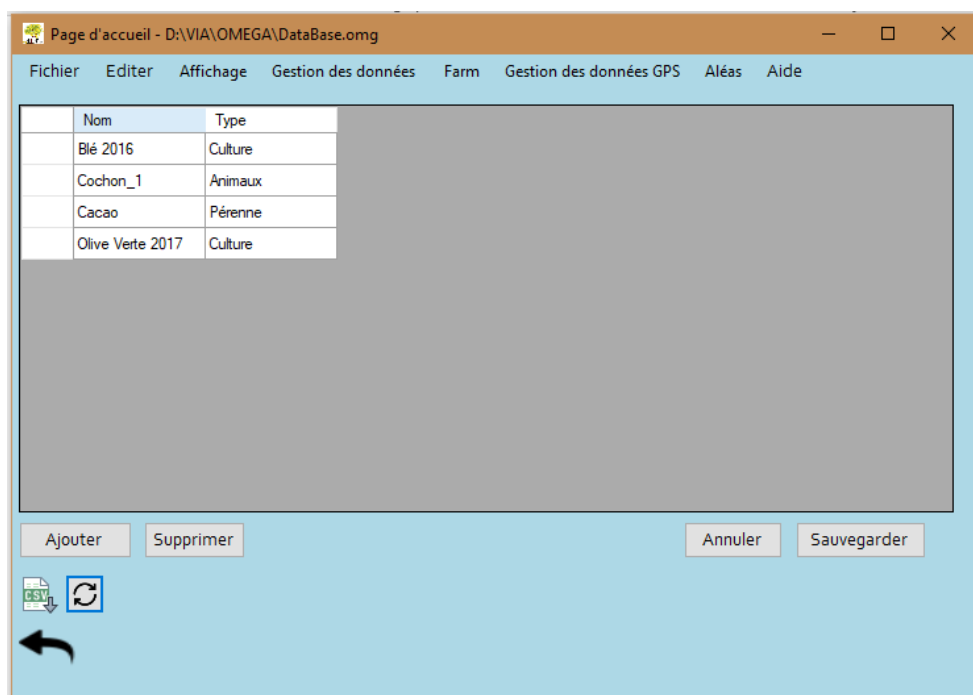 Page d'accueil - D:\VIA\OMEGA\DataBase.omg
Fichier Editer Affichage Gestion des données Farm Gestion des données GPS Aléas Aide
Nom Type
Blé 2016 Culture
Cochon_1 Animaux
Cacao Pérenne
Olive Verte 2017 Culture
Ajouter Supprimer Annuler Sauvegarder
CSV